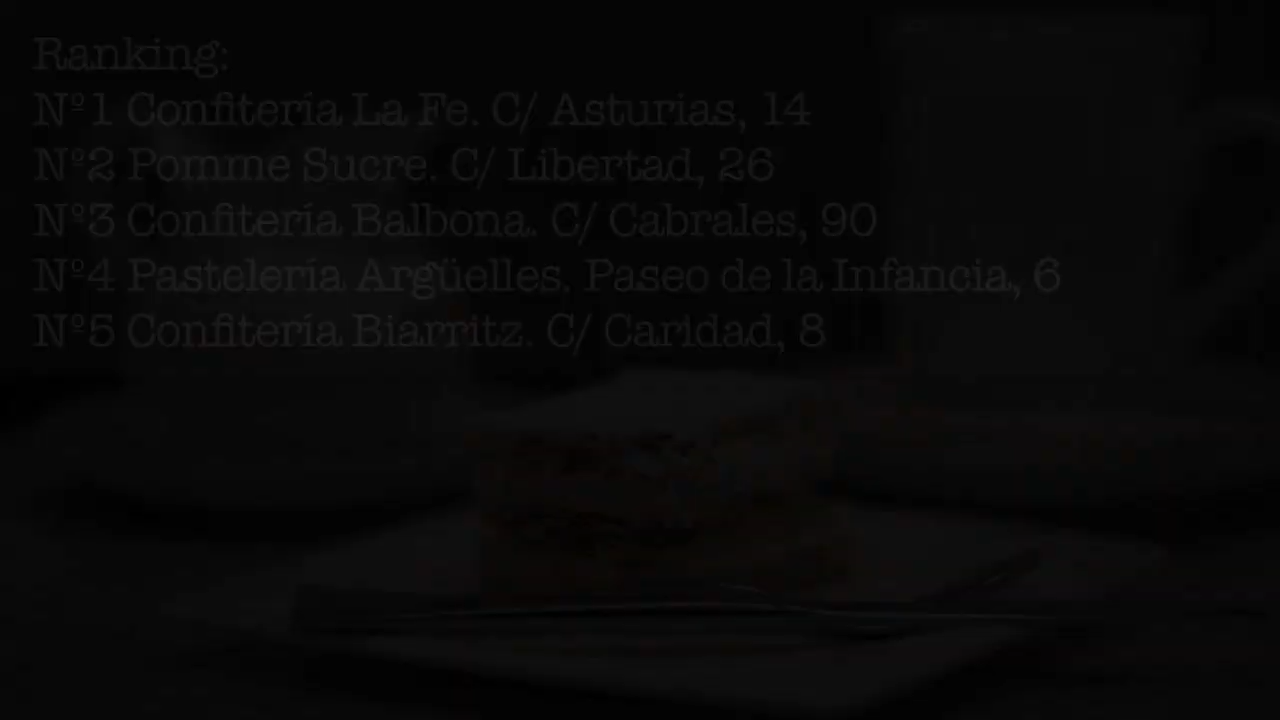 Ranking:
Nº1 Confitería La Fe. C/ Asturias, 14
Nº2 Pomme Sucre. C/ Libertad, 26
Nº3 Confitería Balbona. C/ Cabrales, 90
Nº4 Pastelería Argüelles, Paseo de la Infancia, 6
Nº5 Confitería Biarritz. C/ Caridad, 8